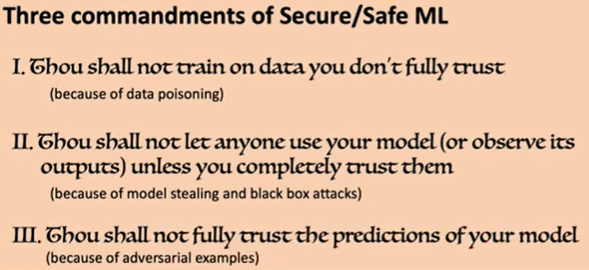 Three commandments of Secure/Safe ML
I. Thou shall not train on data you don't fully trust
(because of data poisoning)
II. Thou shall not let anyone use your model (or observe its
outputs) unless you completely trust them
(because of model stealing and black box attacks)
III. Thou shall not fully trust the predictions of your model
(because of adversarial examples)